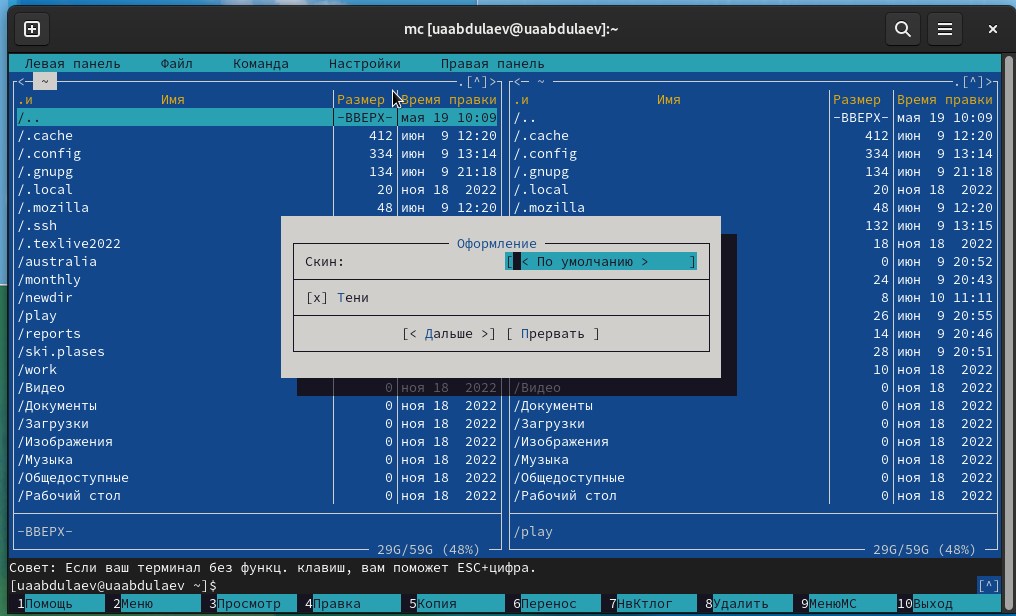 mc [uaabdulaev@uaabdulaev]:~
Левая панель Файл Команда Настройки Правая панель
<─ ~ .[^]> <─ ~ .[^]>
.и Имя Размер Время правки .и Имя Размер Время правки
/.. -ВВЕРХ- мая 19 10:09 /.. -ВВЕРХ- мая 19 10:09
/.cache 412 июн 9 12:20 /.cache 412 июн 9 12:20
/.config 334 июн 9 13:14 /.config 334 июн 9 13:14
/.gnupg 134 июн 9 21:18 /.gnupg 134 июн 9 21:18
/.local 20 ноя 18 2022 /.local 20 ноя 18 2022
/.mozilla 48 июн 9 12:20 /.mozilla 48 июн 9 12:20
/.ssh 132 июн 9 13:15
/.texlive2022 Оформление 18 ноя 18 2022
/australia Скин: [ < По умолчанию > ] 0 июн 9 20:52
/monthly 24 июн 9 20:43
/newdir [x] Тени 8 июн 10 11:11
/play 26 июн 9 20:55
/reports [< Дальше >] [ Прервать ] 14 июн 9 20:46
/ski.plases 28 июн 9 20:51
/work 10 июн 9 20:50
/Видео 0 ноя 18 2022 /Видео 0 ноя 18 2022
/Документы 0 ноя 18 2022 /Документы 0 ноя 18 2022
/Загрузки 0 ноя 18 2022 /Загрузки 0 ноя 18 2022
/Изображения 0 ноя 18 2022 /Изображения 0 ноя 18 2022
/Музыка 0 ноя 18 2022 /Музыка 0 ноя 18 2022
/Общедоступные 0 ноя 18 2022 /Общедоступные 0 ноя 18 2022
/Рабочий стол 0 ноя 18 2022 /Рабочий стол 0 ноя 18 2022
-ВВЕРХ- /play
29G/59G (48%) 29G/59G (48%)
Совет: Если ваш терминал без функц. клавиш, вам поможет ESC+цифра.
[uaabdulaev@uaabdulaev ~]$ [^]
1Помощь 2Меню 3Просмотр 4Правка 5Копия 6Перенос 7НвКтлог 8Удалить 9МенюМС 10Выход